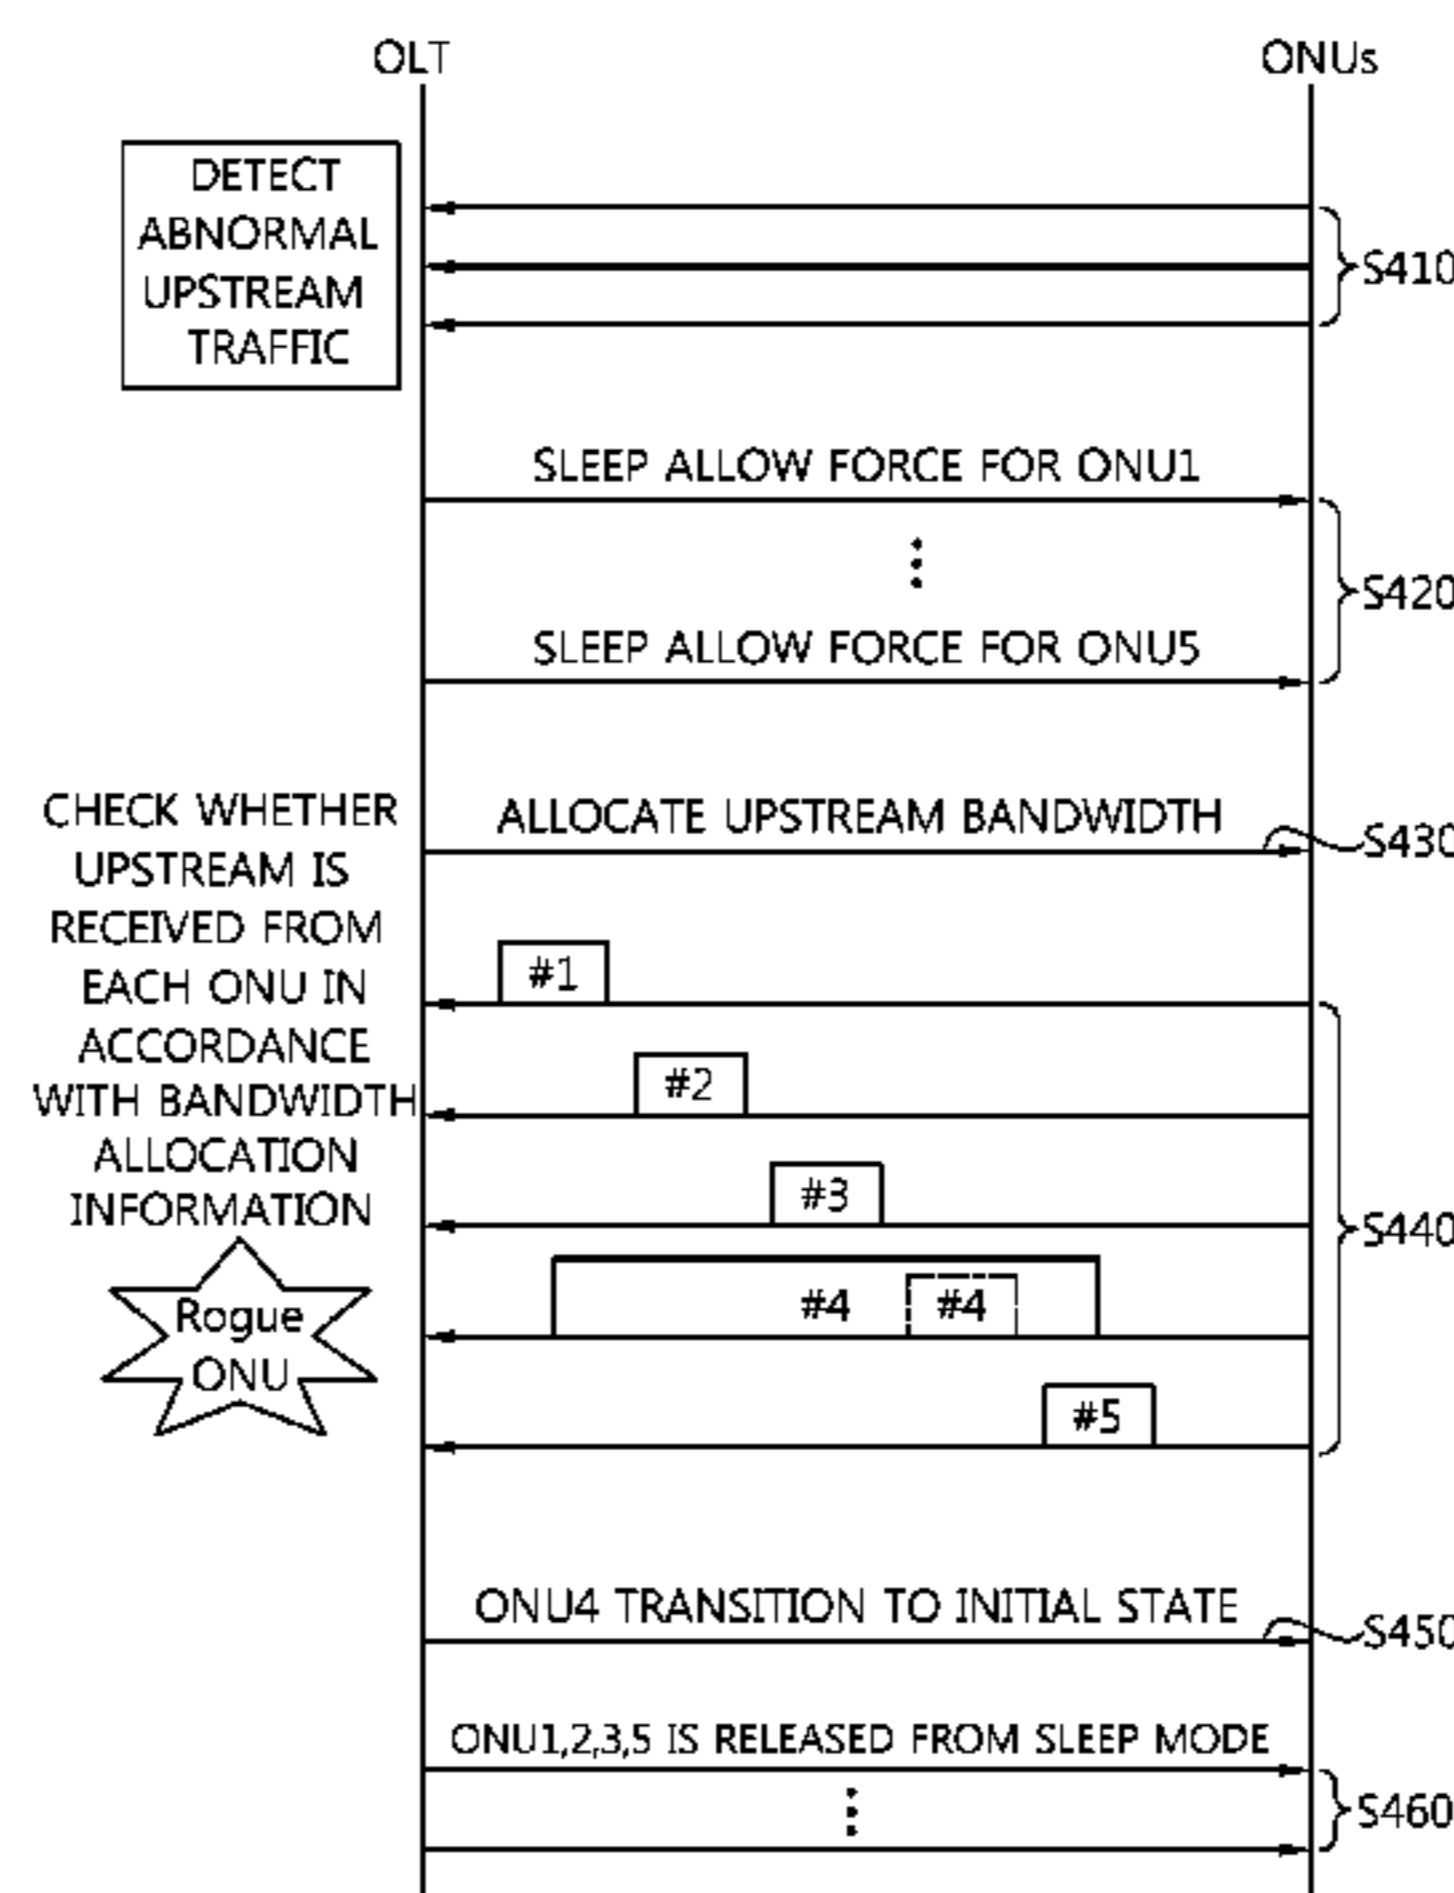 OLT
ONUs
DETECT
ABNORMAL
UPSTREAM
TRAFFIC
S410
SLEEP ALLOW FORCE FOR ONU1
S420
SLEEP ALLOW FORCE FOR ONU5
CHECK WHETHER
UPSTREAM IS
RECEIVED FROM
EACH ONU IN
ACCORDANCE
WITH BANDWIDTH
ALLOCATION
INFORMATION
ALLOCATE UPSTREAM BANDWIDTH
S430
#1
#2
#3
S440
#4
#4
Rogue
ONU
#5
ONU4 TRANSITION TO INITIAL STATE
S450
ONU1,2,3,5 IS RELEASED FROM SLEEP MODE
S460